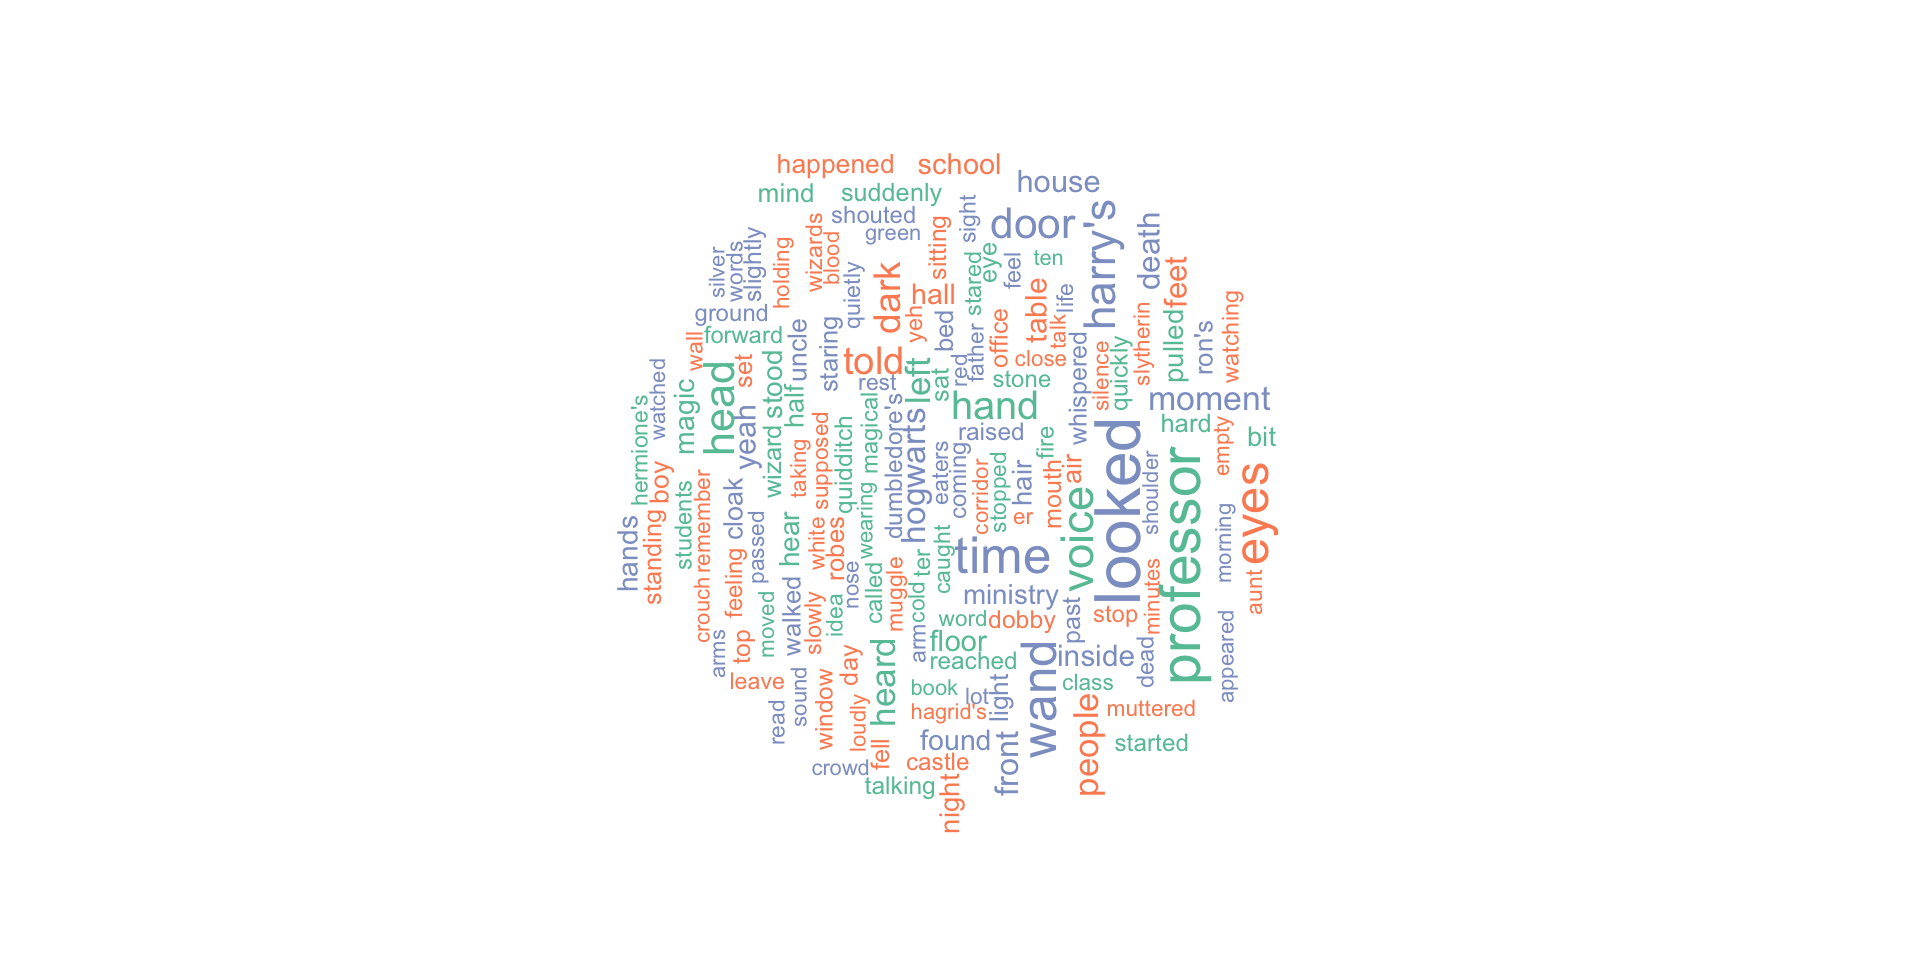 happened
school
house
mind
suddenly
shouted
green
sight
door
harry's
death
wizards
blood
sitting
silver
words
slightly
holding
quietly
dark
hall
stared
eye
feel
ten
table
life
feet
ground
forward
wall
set
uncle
staring
yeh
bed
office
talk
close
father
red
told
left
sat
rest
stone
whispered
silence
quickly
slytherin
pulled
ron's
watching
watched
hermione's
magic
head
stood
half
yeah
wizard
taking
supposed
quidditch
magical
dumbledore's
hogwarts
hand
raised
fire
moment
hard
empty
bit
looked
professor
eyes
boy
standing
hands
students
remember
crouch
cloak
feeling
passed
hear
white
robes
wearing
eaters
coming
corridor
stopped
hair
er
mouth
air
voice
shoulder
morning
aunt
time
caught
ter
cold
muggle
called
nose
idea
slowly
walked
moved
top
arms
leave
ministry
word
dobby
past
stop
minutes
appeared
arm
floor
reached
heard
day
window
sound
read
loudly
book
lot
hagrid's
light
wand
inside
class
dead
people
muttered
started
found
front
fell
castle
crowd
talking
night